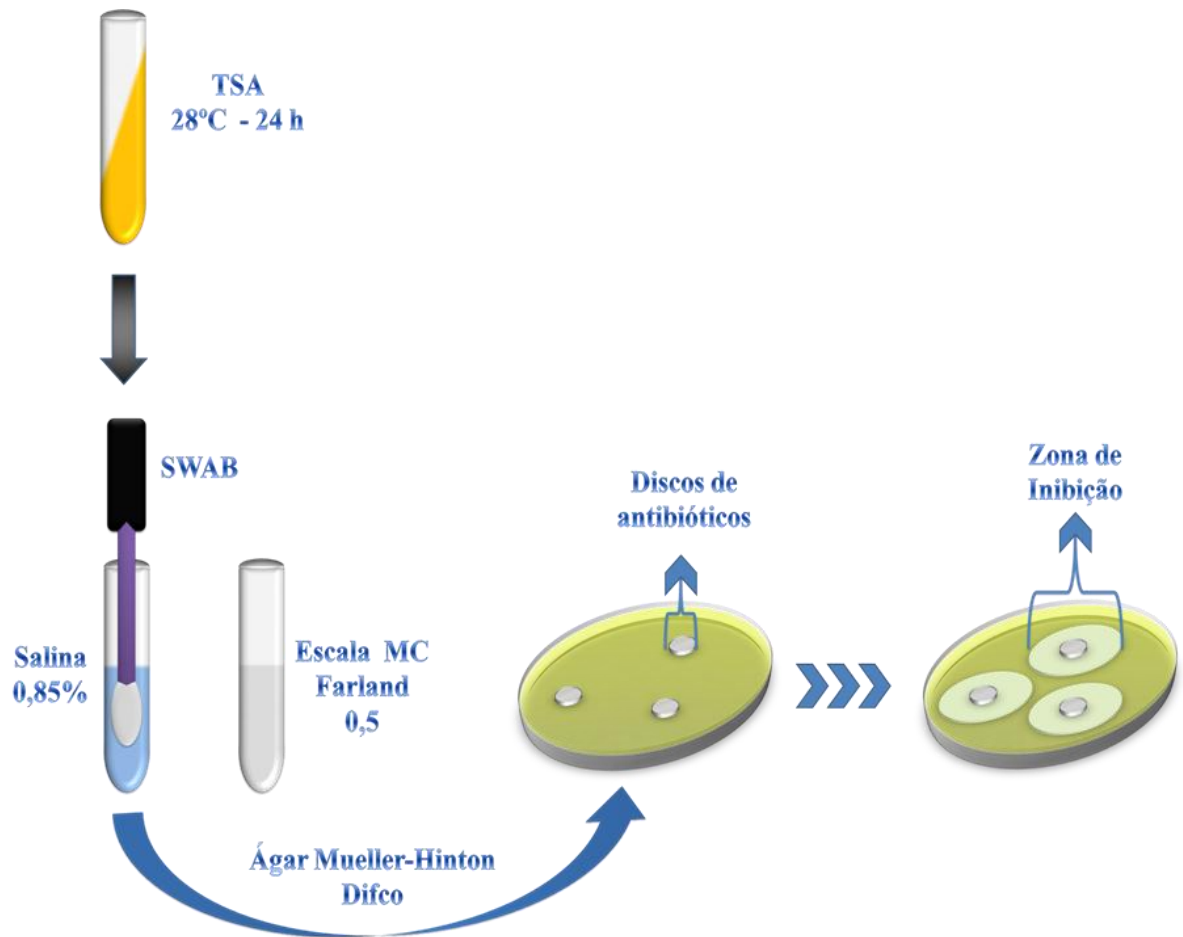 TSA
28ºC - 24 h
SWAB
Salina
0,85%
Escala MC
Farland
0,5
Ágar Mueller-Hinton
Difco
Discos de
antibióticos
Zona de
Inibição